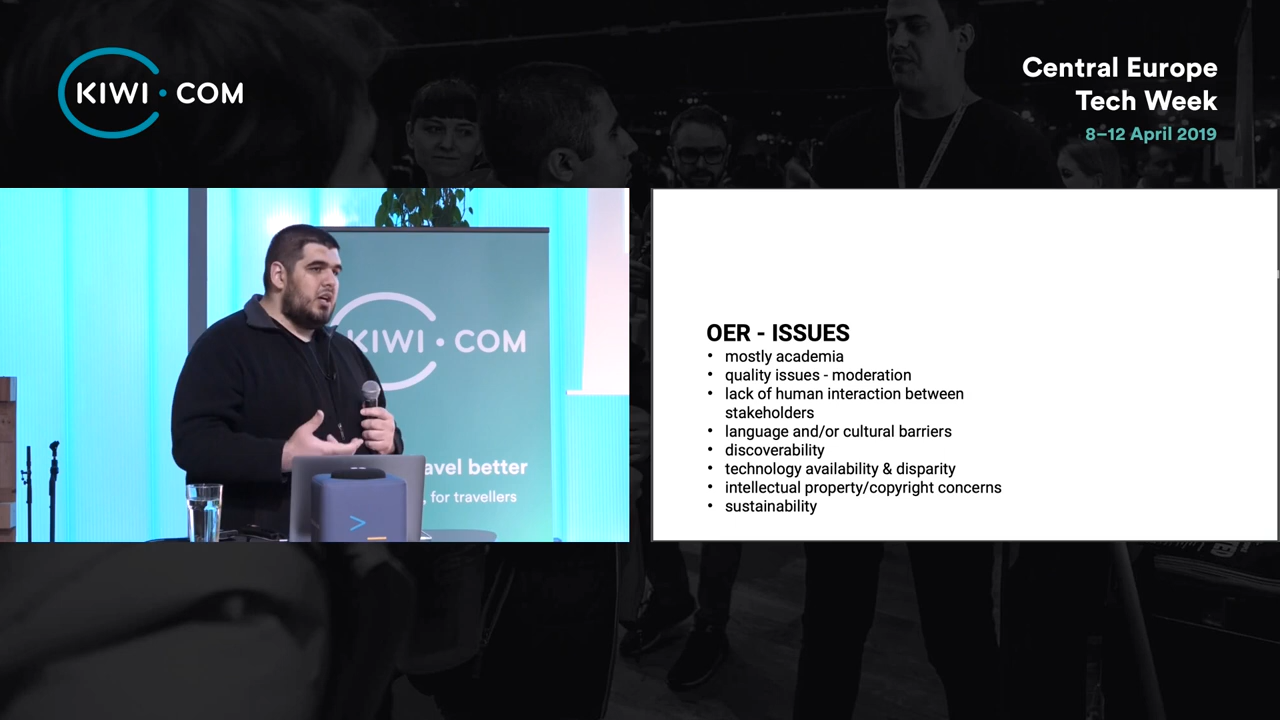 KIWI.COM
Central Europe
Tech Week
8–12 April 2019
KIWI.COM
avel better
, for travellers
>_
OER - ISSUES
• mostly academia
• quality issues - moderation
• lack of human interaction between
stakeholders
• language and/or cultural barriers
• discoverability
• technology availability & disparity
• intellectual property/copyright concerns
• sustainability